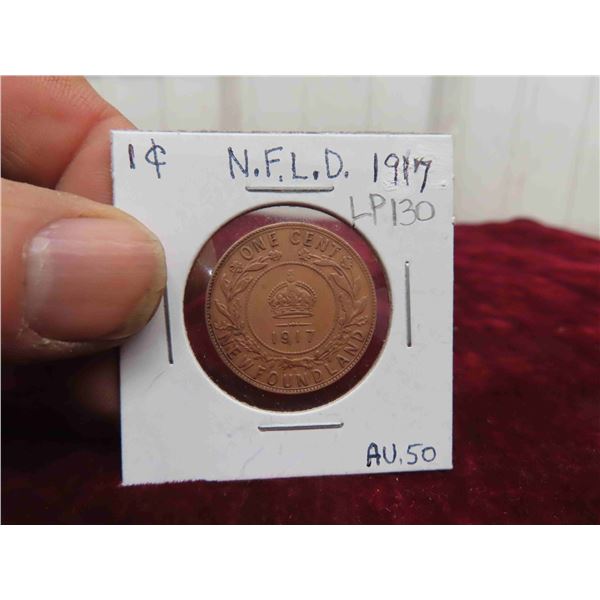 1¢ N.F.L.D. 1917
LP130
ONE CENT
1917
NEWFOUNDLAND
AU.50